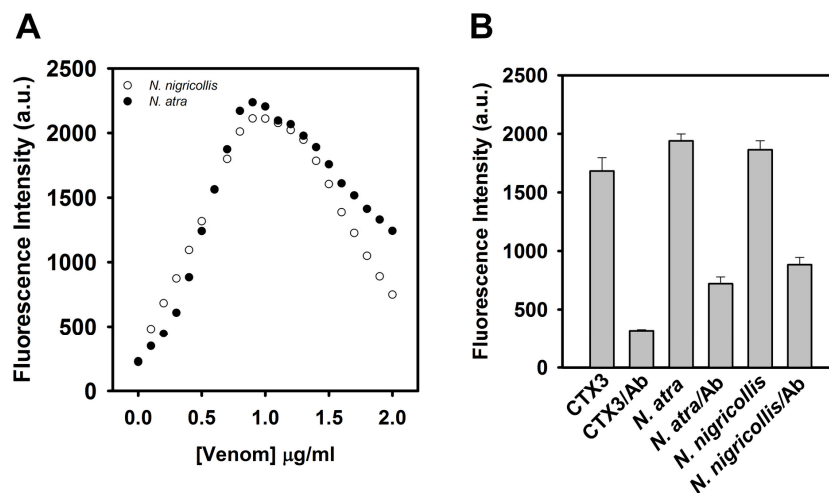 A
Fluorescence Intensity (a.u.)
2500
2000
1500
1000
500
0
N. nigricollis
N. atra
0.0 0.5 1.0 1.5 2.0
[Venom] μg/ml
B
Fluorescence Intensity (a.u.)
2500
2000
1500
1000
500
0
CTX3
CTX3/Ab
N. atra
N. atra/Ab
N. nigricollis
N. nigricollis/Ab